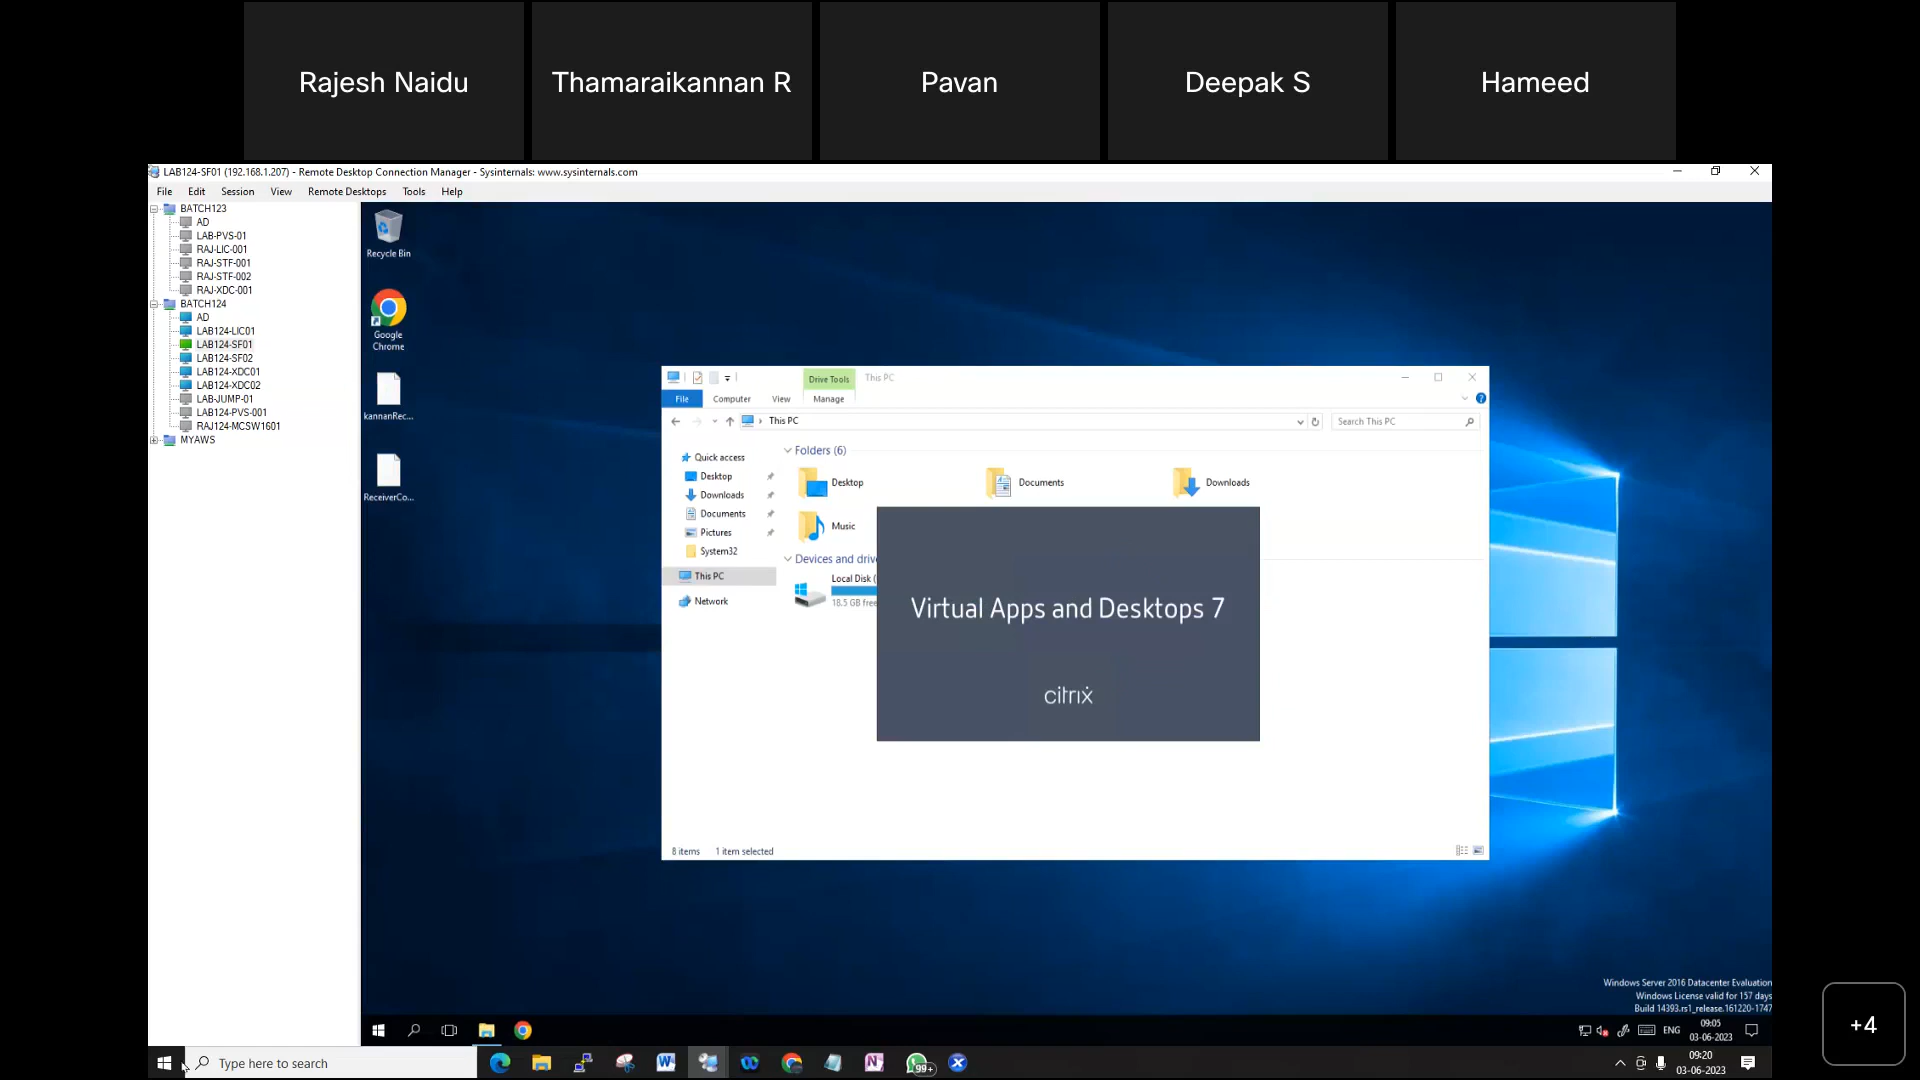 Rajesh Naidu
Thamaraikannan R
Pavan
Deepak S
Hameed
LAB124-SF01 (192.168.1.207) - Remote Desktop Connection Manager - Sysinternals: www.sysinternals.com
File Edit Session View Remote Desktops Tools Help
BATCH123
AD
LAB-PVS-01
RAJ-LIC-001
RAJ-STF-001
RAJ-STF-002
RAJ-XDC-001
BATCH124
AD
LAB124-LIC01
LAB124-SF01
LAB124-SF02
LAB124-XDC01
LAB124-XDC02
LAB-JUMP-01
LAB124-PVS-001
RAJ124-MCSW1601
MYAWS
Recycle Bin
Google
Chrome
kannanRec...
ReceiverCo...
Drive Tools This PC
File Computer View Manage
This PC
Search This PC
Quick access
Desktop
Downloads
Documents
Pictures
System32
This PC
Network
Folders (6)
Desktop
Documents
Downloads
Music
Devices and drive
Local Disk (
18.5 GB free
Virtual Apps and Desktops 7
citrix
8 items 1 item selected
Windows Server 2016 Datacenter Evaluation
Windows License valid for 157 days
Build 14393.rs1_release.161220-1747
ENG
09:05
03-06-2023
Type here to search
99+
09:20
03-06-2023
+4